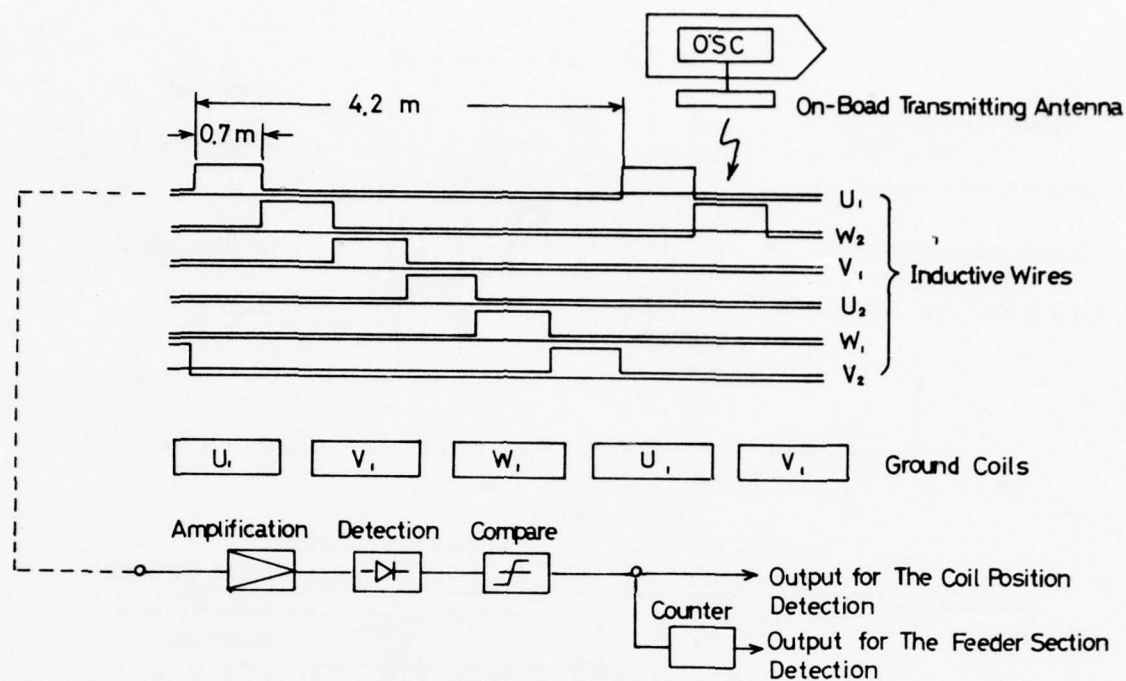 O'SC
4.2 m
On-Boad Transmitting Antenna
0.7m
U₁
W₂
V₁
U₂
W₁
V₂
Inductive Wires
U₁
V₁
W₁
U₁
V₁
Ground Coils
Amplification
Detection
Compare
Output for The Coil Position
Detection
Counter
Output for The Feeder Section
Detection